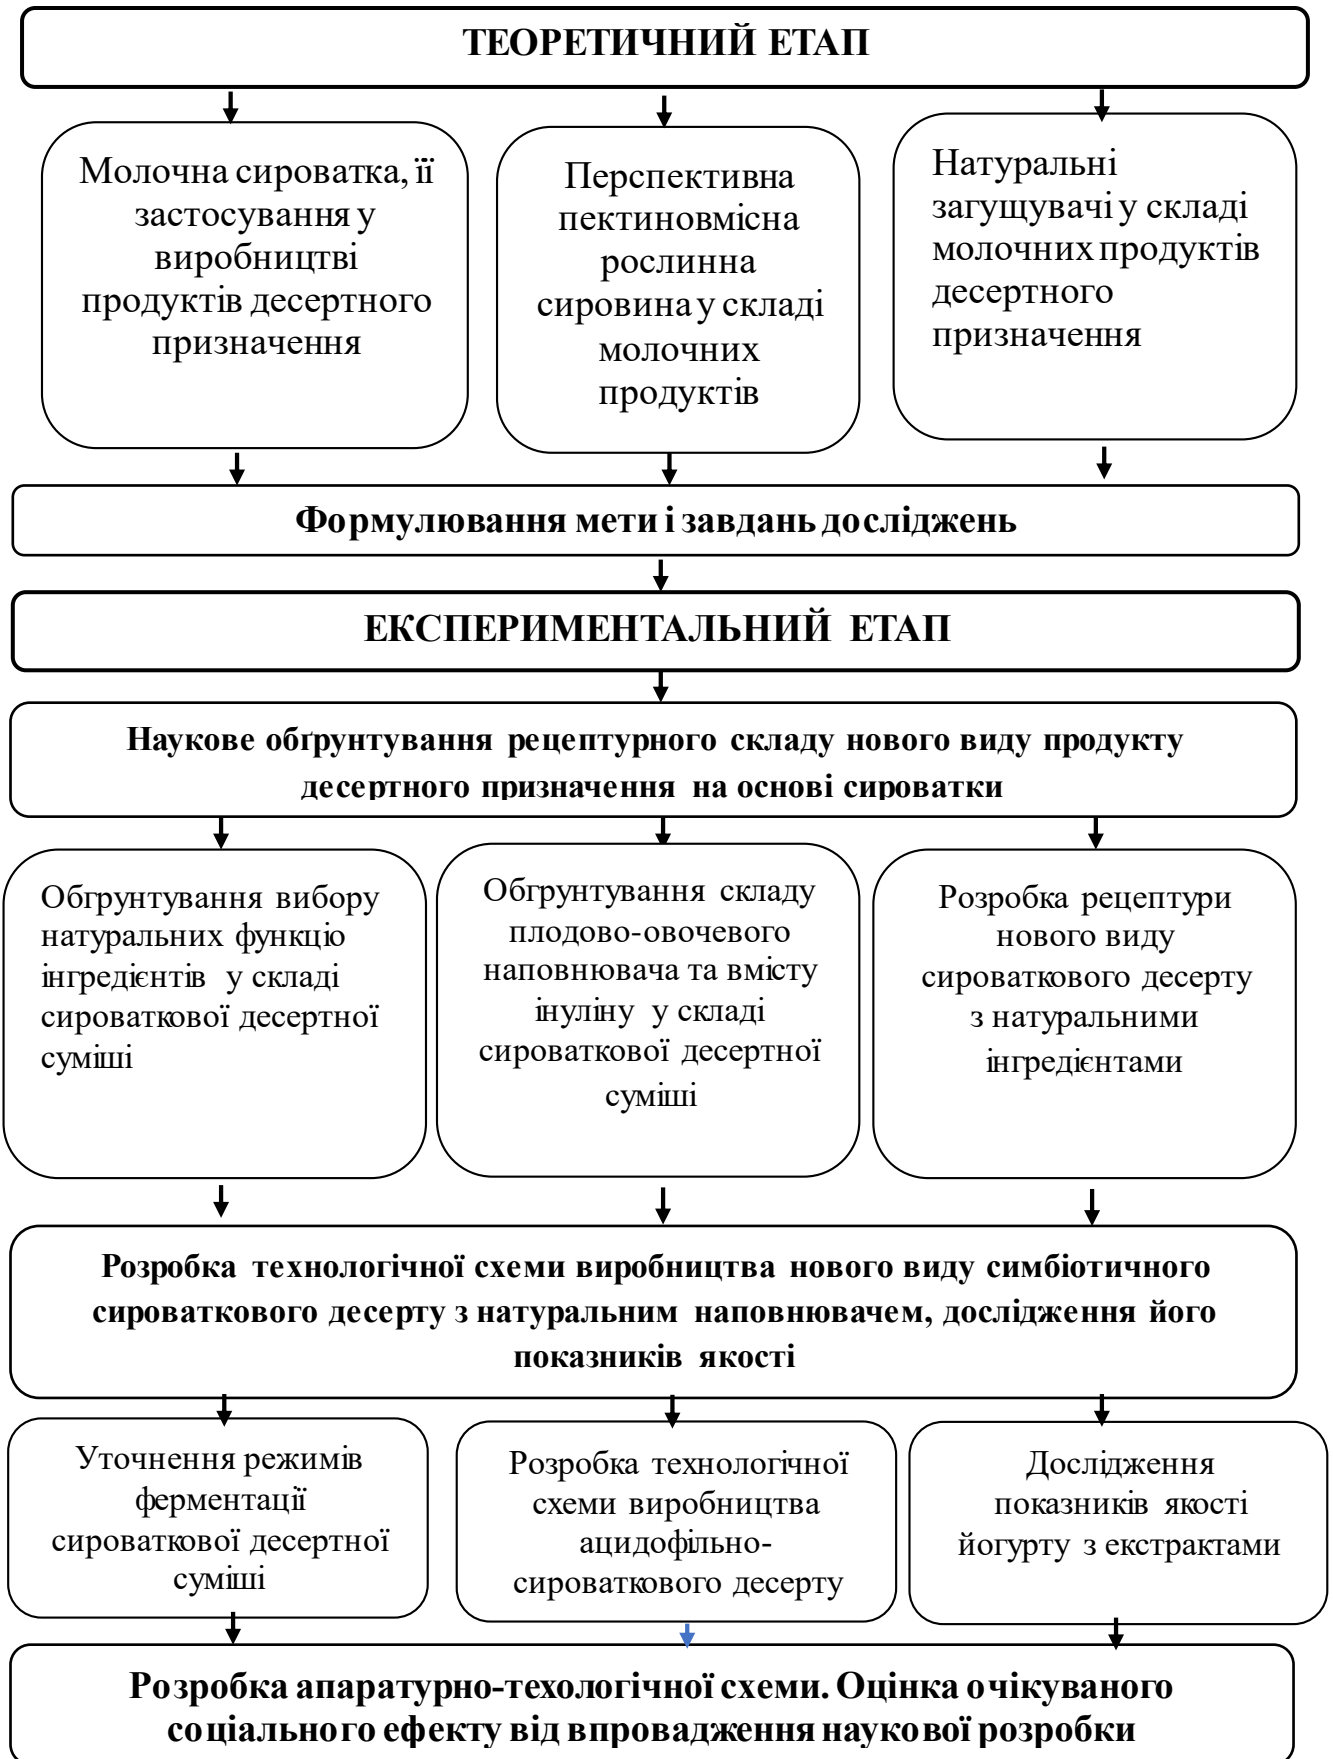 ТЕОРЕТИЧНИЙ ЕТАП
Молочна сироватка, її
застосування у
виробництві
продуктів десертного
призначення
Перспективна
пектиновмісна
рослинна
сировина у складі
молочних
продуктів
Натуральні
загущувачі у складі
молочних продуктів
десертного
призначення
Формулювання мети і завдань досліджень
ЕКСПЕРИМЕНТАЛЬНИЙ ЕТАП
Наукове обґрунтування рецептурного складу нового виду продукту
десертного призначення на основі сироватки
Обґрунтування вибору
натуральних функціо
інгредієнтів у складі
сироваткової десертної
суміші
Обґрунтування складу
плодово-овочевого
наповнювача та вмісту
інуліну у складі
сироваткової десертної
суміші
Розробка рецептури
нового виду
сироваткового десерту
з натуральними
інгредієнтами
Розробка технологічної схеми виробництва нового виду симбіотичного
сироваткового десерту з натуральним наповнювачем, дослідження його
показників якості
Уточнення режимів
ферментації
сироваткової десертної
суміші
Розробка технологічної
схеми виробництва
ацидофільно-
сироваткового десерту
Дослідження
показників якості
йогурту з екстрактами
Розробка апаратурно-техологічної схеми. Оцінка очікуваного
соціального ефекту від впровадження наукової розробки